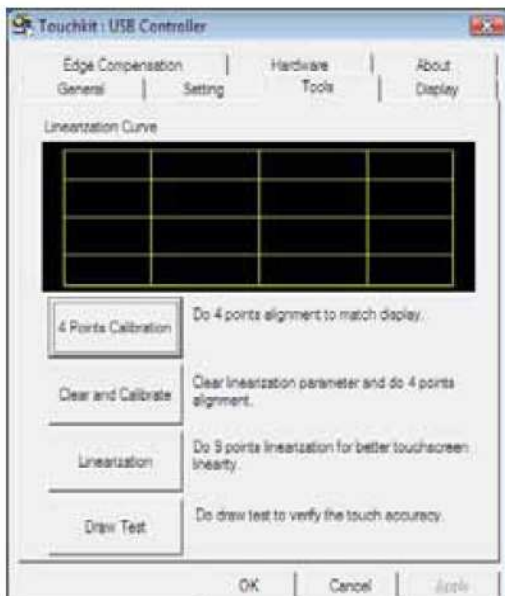 Touchkit : USB Controller
Edge Compensation Hardware About
General Setting Tools Display
Linearization Curve
4 Points Calibration
Do 4 points alignment to match display.
Clear and Calibrate
Clear linearization parameter and do 4 points
alignment.
Linearization
Do 9 points linearization for better touchscreen
linearity.
Draw Test
Do draw test to verify the touch accuracy.
OK Cancel Apply